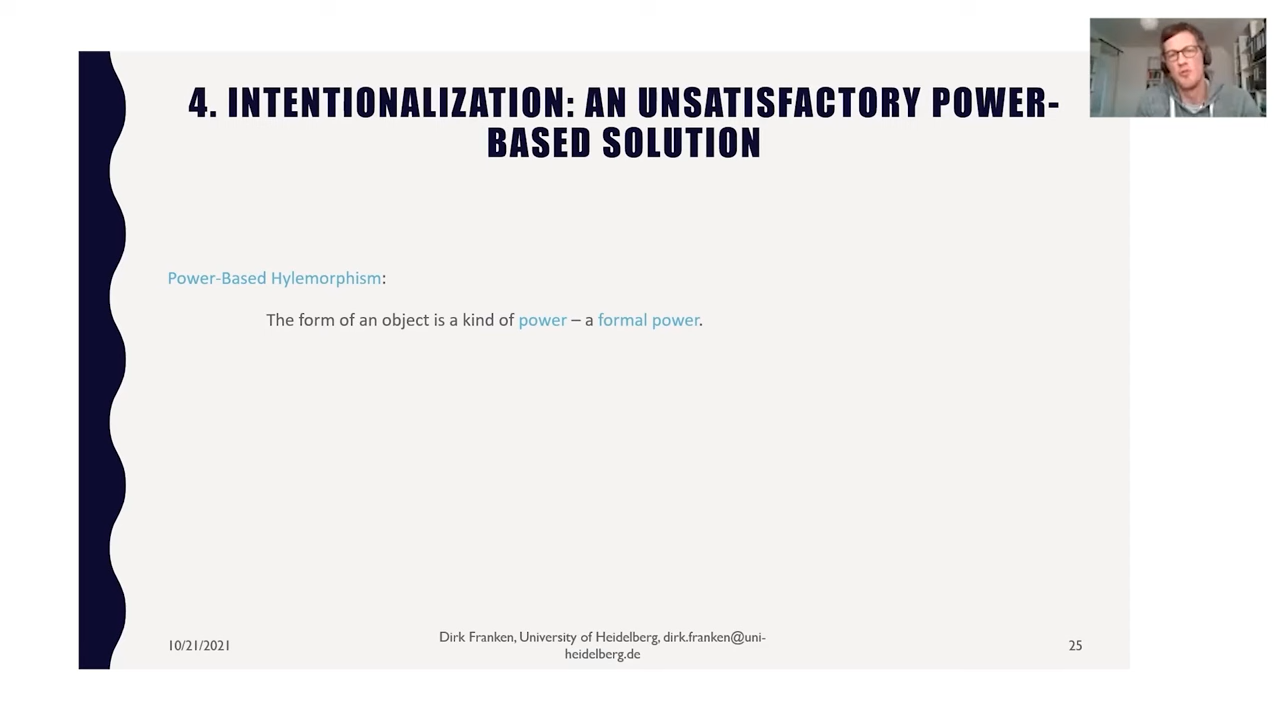 4. INTENTIONALIZATION: AN UNSATISFACTORY POWER-
BASED SOLUTION
Power-Based Hylemorphism:
The form of an object is a kind of power – a formal power.
10/21/2021
Dirk Franken, University of Heidelberg, dirk.franken@uni-
heidelberg.de
25